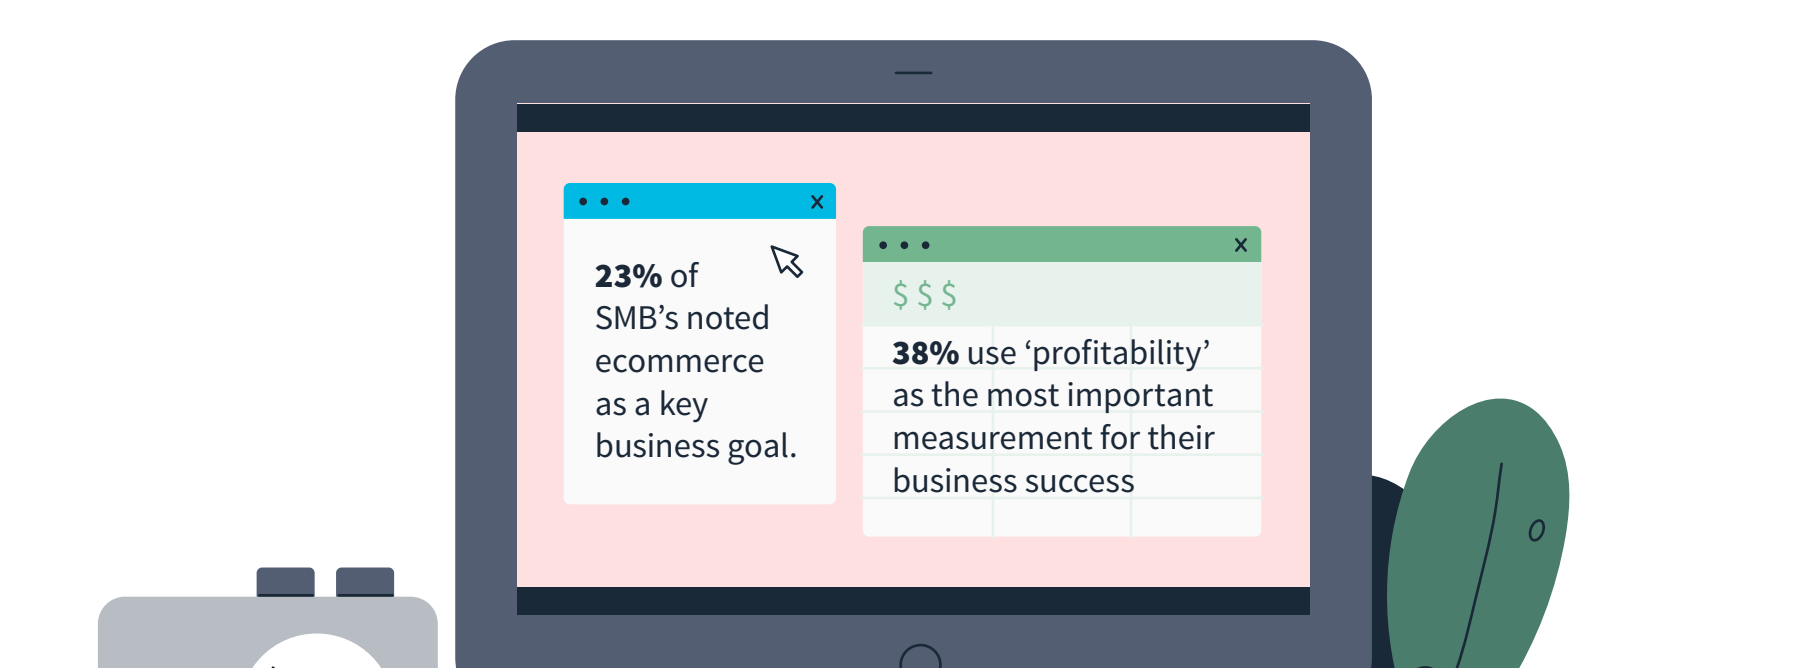 x
23% of
SMB’s noted
ecommerce
as a key
business goal.
x
$ $ $
38% use ‘profitability’
as the most important
measurement for their
business success